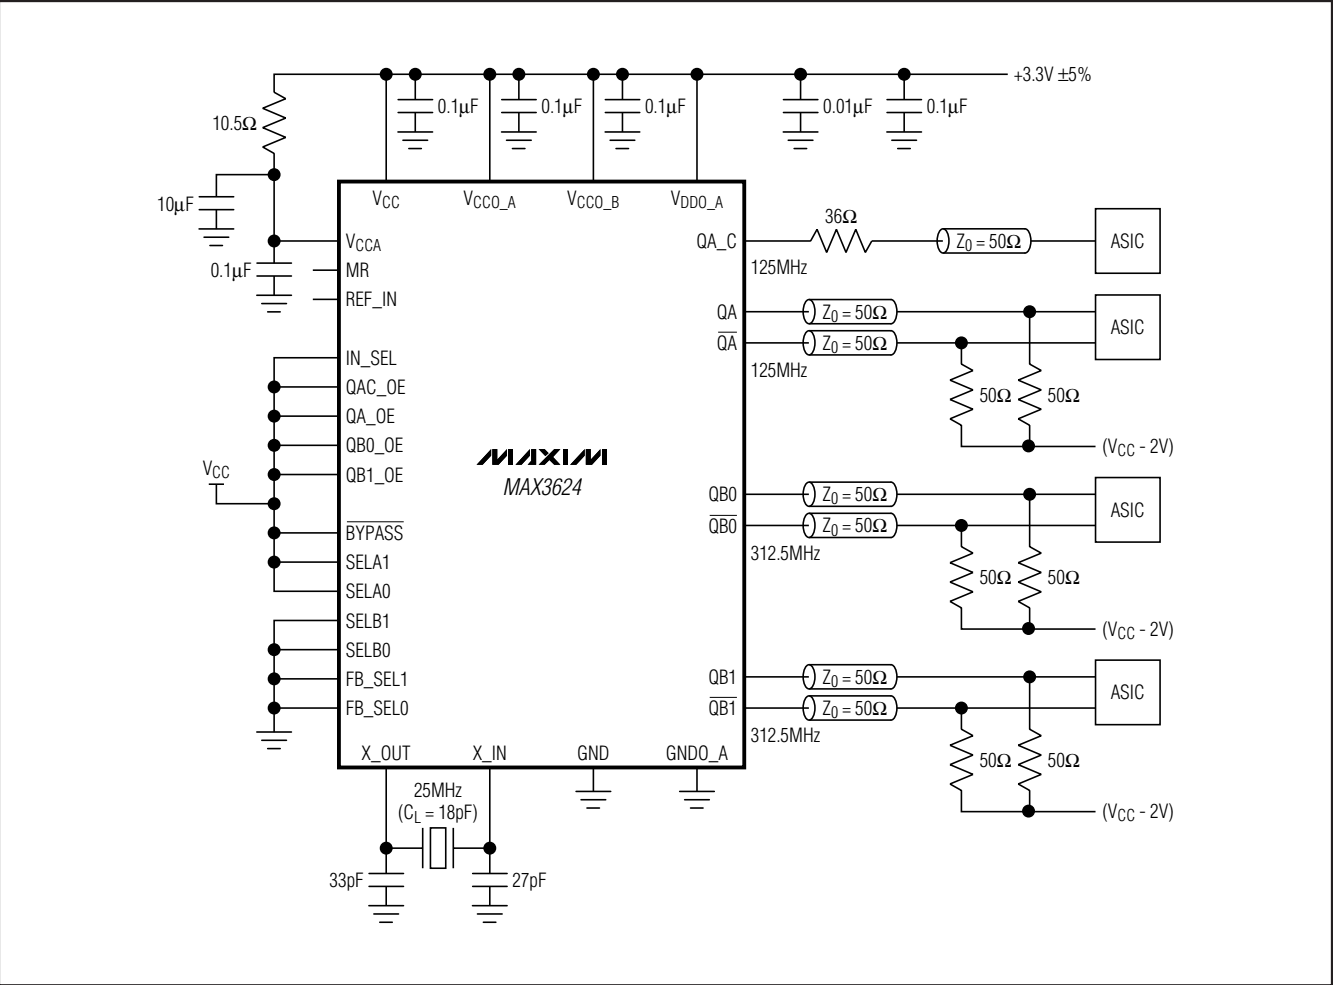 +3.3V ±5%
0.1µF
0.1µF
0.1µF
0.01µF
0.1µF
10.5Ω
10µF
0.1µF
VCC
VCCO_A
VCCO_B
VDDO_A
VCCA
MR
REF_IN
IN_SEL
QAC_OE
QA_OE
QB0_OE
QB1_OE
VCC
BYPASS
SELA1
SELA0
SELB1
SELB0
FB_SEL1
FB_SEL0
MAXIM
MAX3624
X_OUT
X_IN
GND
GNDO_A
25MHz
(CL = 18pF)
33pF
27pF
QA_C
125MHz
36Ω
Z0 = 50Ω
ASIC
QA
Z0 = 50Ω
QA
Z0 = 50Ω
125MHz
ASIC
50Ω
50Ω
(VCC - 2V)
QB0
Z0 = 50Ω
QB0
Z0 = 50Ω
312.5MHz
ASIC
50Ω
50Ω
(VCC - 2V)
QB1
Z0 = 50Ω
QB1
Z0 = 50Ω
312.5MHz
ASIC
50Ω
50Ω
(VCC - 2V)